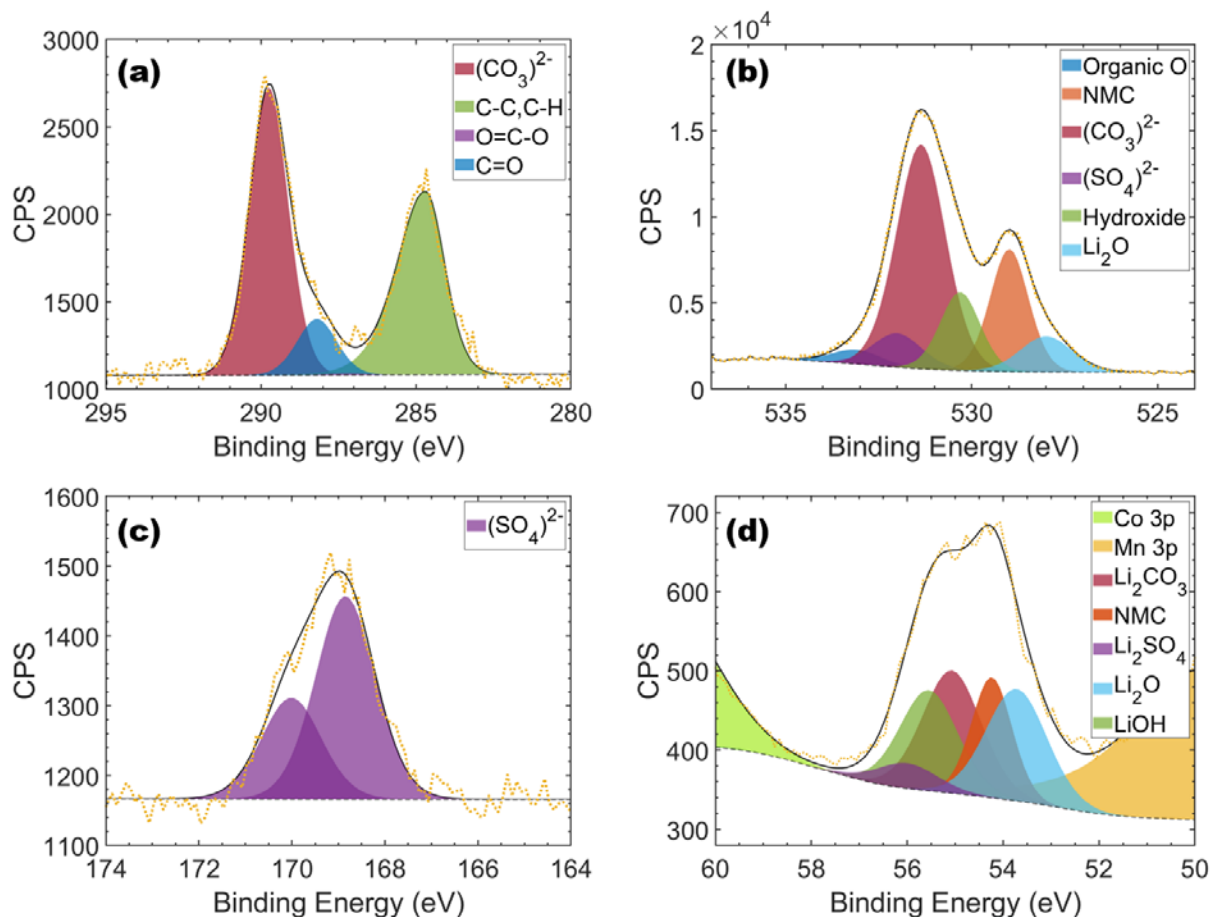 (a)
3000
2500
2000
1500
1000
CPS
295 290 285 280
Binding Energy (eV)
(CO3)2-
C-C,C-H
O=C-O
C=O
(b)
×10^4
2
1.5
1
0.5
0
CPS
535 530 525
Binding Energy (eV)
Organic O
NMC
(CO3)2-
(SO4)2-
Hydroxide
Li2O
(c)
1600
1500
1400
1300
1200
1100
CPS
174 172 170 168 166 164
Binding Energy (eV)
(SO4)2-
(d)
700
600
500
400
300
CPS
60 58 56 54 52 50
Binding Energy (eV)
Co 3p
Mn 3p
Li2CO3
NMC
Li2SO4
Li2O
LiOH